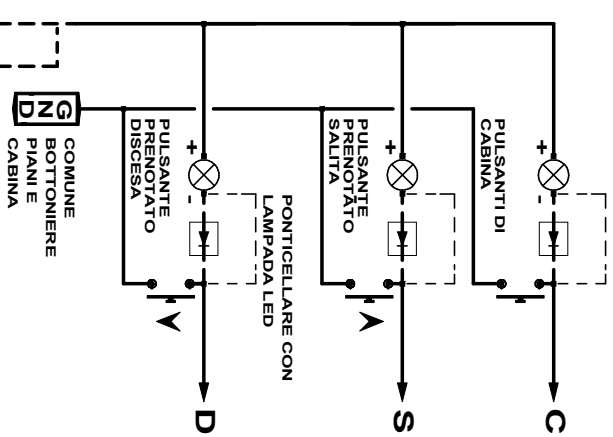 PULSANTI DI
CABINA
+
-
C
PULSANTE
PRENOTATO
SALITA
+
-
S
PONTICELLARE CON
LAMPADA LED
PULSANTE
PRENOTATO
DISCESA
+
-
D
GND
COMUNE
BOTTONIERE
PIANI E
CABINA